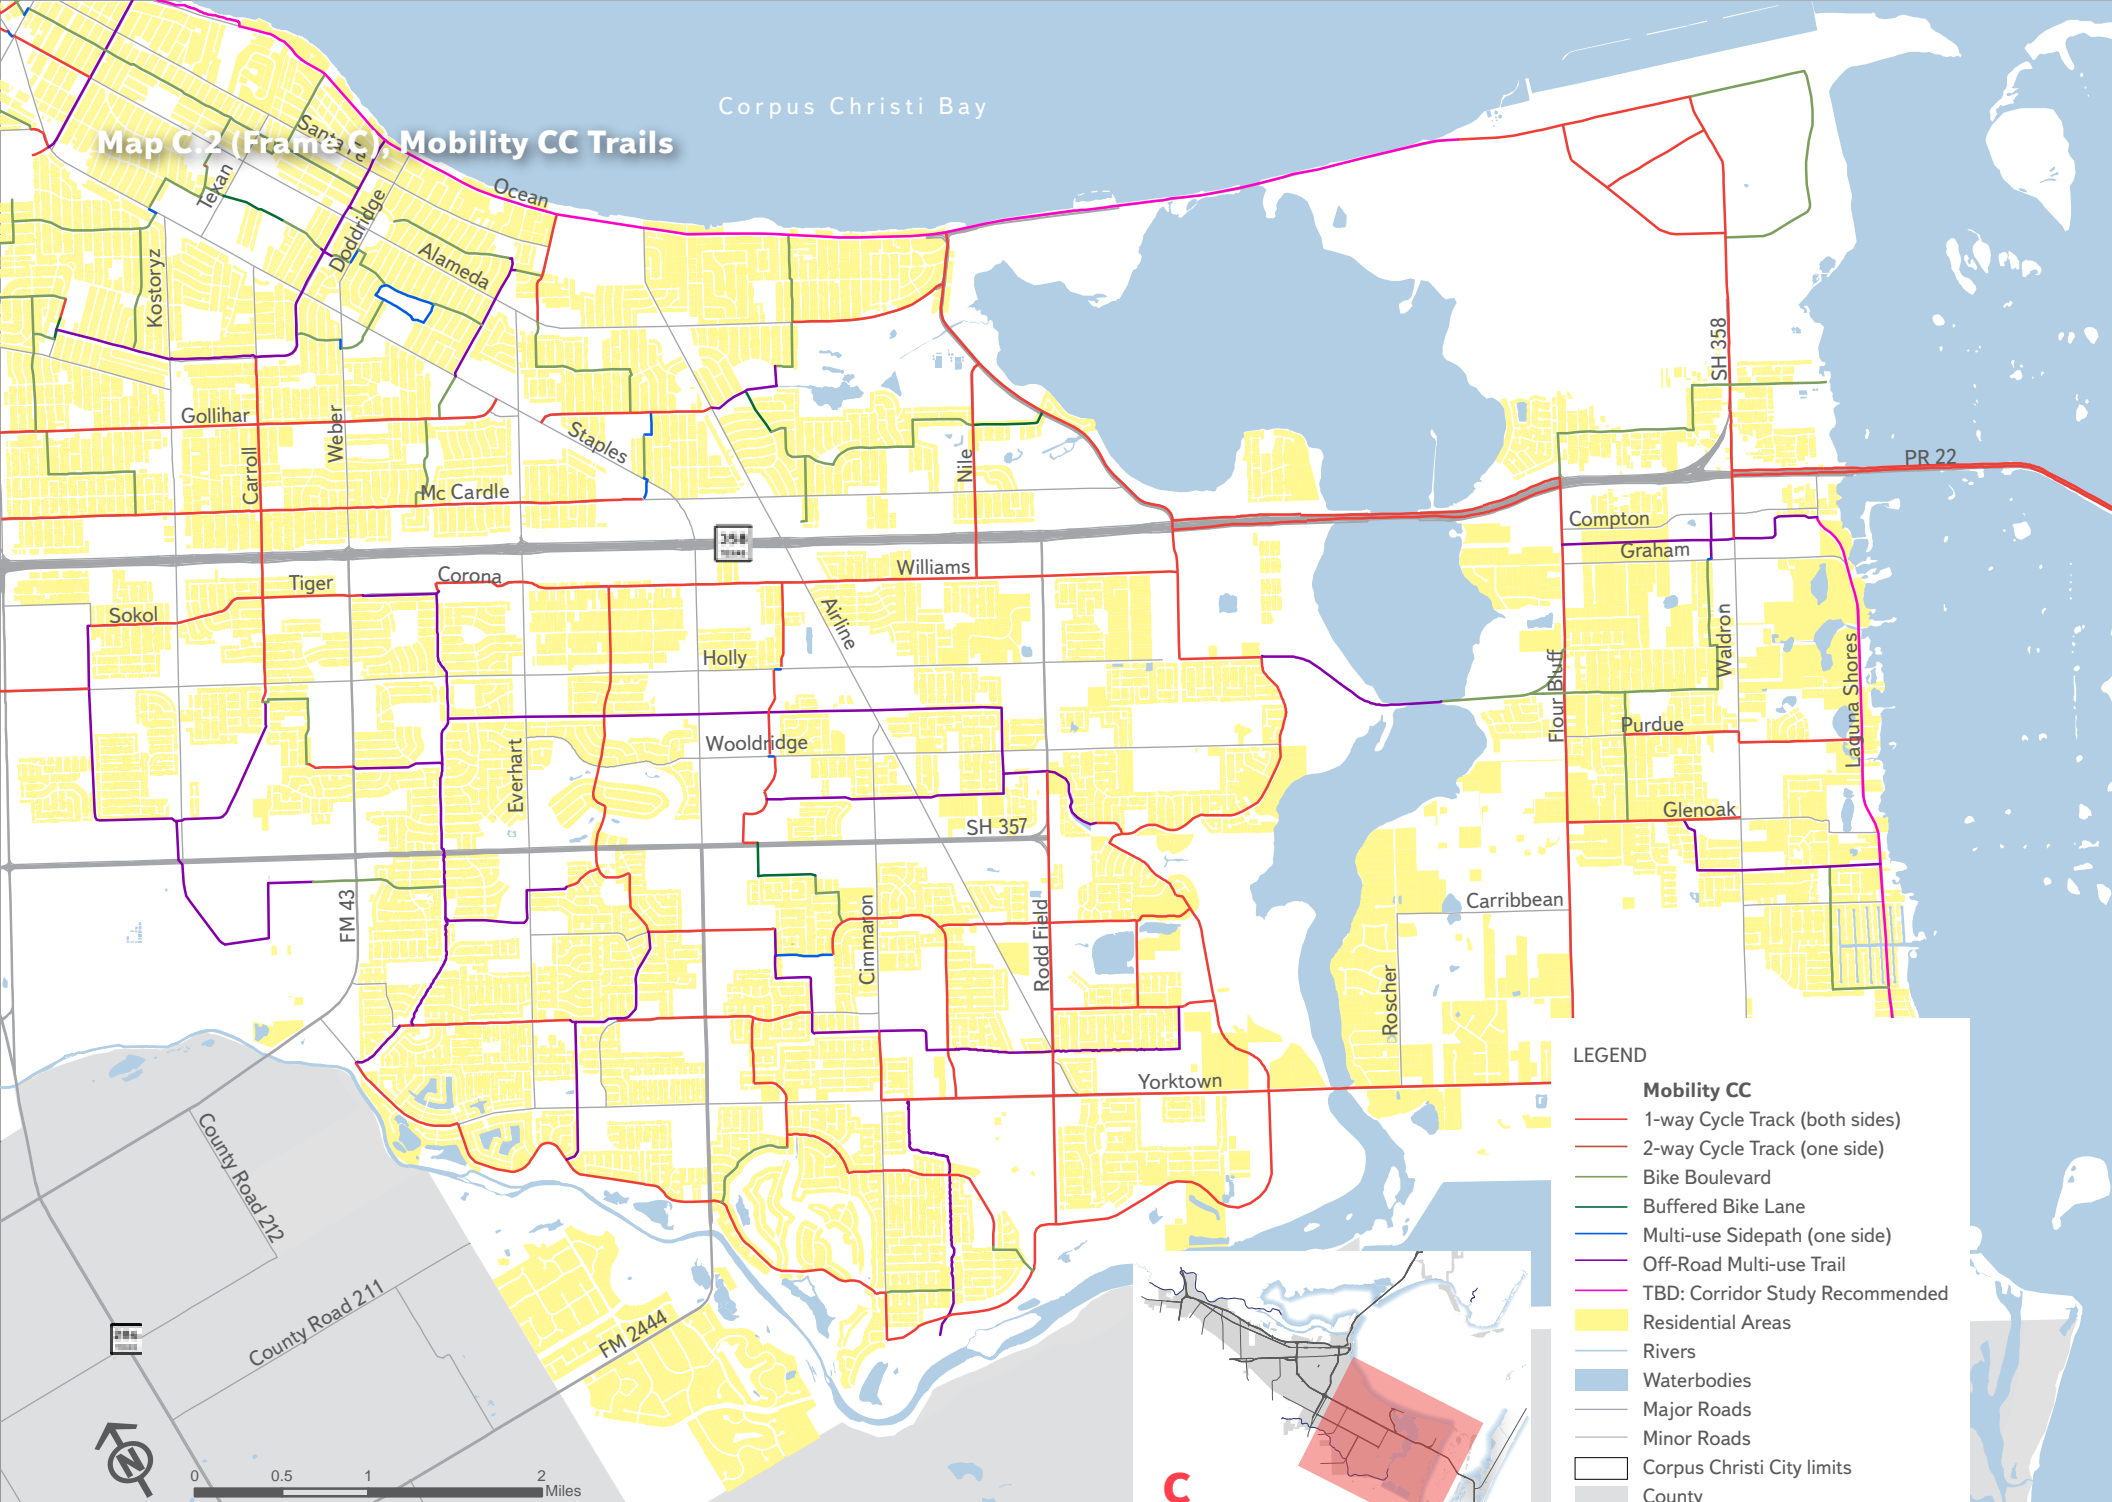 Corpus Christi Bay
Map C.2 (Frame C), Mobility CC Trails
Santa Fe
Texan
Ocean
Doddridge
Alameda
Kostoryz
SH 358
Gollihar
Weber
Staples
Carroll
Nile
PR 22
Mc Cardle
358
TEXAS
Compton
Graham
Williams
Corona
Tiger
Sokol
Airline
Holly
Waldron
Flour Bluff
Laguna Shores
Purdue
Wooldridge
Everhart
Glenoak
SH 357
FM 43
Cimmaron
Rodd Field
Carribbean
Roscher
Yorktown
County Road 212
County Road 211
FM 2444
N
0 0.5 1 2
Miles
C
LEGEND
Mobility CC
1-way Cycle Track (both sides)
2-way Cycle Track (one side)
Bike Boulevard
Buffered Bike Lane
Multi-use Sidepath (one side)
Off-Road Multi-use Trail
TBD: Corridor Study Recommended
Residential Areas
Rivers
Waterbodies
Major Roads
Minor Roads
Corpus Christi City limits
County